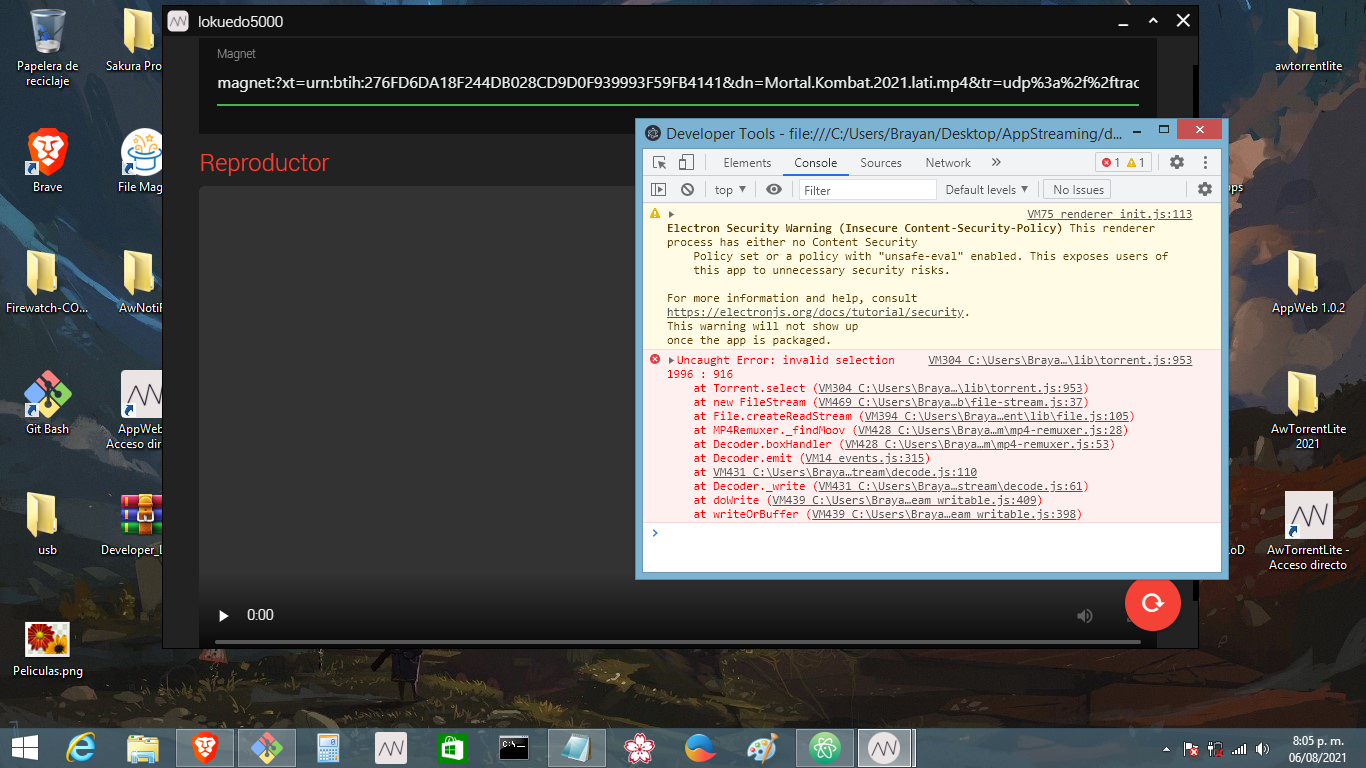 Papelera de
reciclaje
Sakura Pro
Brave
File Mag
Firewatch-CO...
AwNotiF
Git Bash
AppWeb
Acceso dire
usb
Developer_D
Peliculas.png
lokuedo5000
Magnet
magnet:?xt=urn:btih:276FD6DA18F244DB028CD9D0F939993F59FB4141&dn=Mortal.Kombat.2021.lati.mp4&tr=udp%3a%2f%2ftrac
Reproductor
0:00
Developer Tools - file:///C:/Users/Brayan/Desktop/AppStreaming/d...
Elements Console Sources Network » 1 1
top Filter Default levels No Issues
VM75 renderer_init.js:113
Electron Security Warning (Insecure Content-Security-Policy) This renderer
process has either no Content Security
Policy set or a policy with "unsafe-eval" enabled. This exposes users of
this app to unnecessary security risks.
For more information and help, consult
https://electronjs.org/docs/tutorial/security.
This warning will not show up
once the app is packaged.
Uncaught Error: invalid selection VM304 C:\Users\Braya…\lib\torrent.js:953
1996 : 916
at Torrent.select (VM304 C:\Users\Braya…\lib\torrent.js:953)
at new FileStream (VM469 C:\Users\Braya…b\file-stream.js:37)
at File.createReadStream (VM394 C:\Users\Braya…ent\lib\file.js:105)
at MP4Remuxer._findMoov (VM428 C:\Users\Braya…m\mp4-remuxer.js:28)
at Decoder.boxHandler (VM428 C:\Users\Braya…m\mp4-remuxer.js:53)
at Decoder.emit (VM14 events.js:315)
at VM431 C:\Users\Braya…tream\decode.js:110
at Decoder._write (VM431 C:\Users\Braya…stream\decode.js:61)
at doWrite (VM439 C:\Users\Braya…eam_writable.js:409)
at writeOrBuffer (VM439 C:\Users\Braya…eam_writable.js:398)
awtorrentlite
ops
AppWeb 1.0.2
AwTorrentLite
2021
oD
AwTorrentLite -
Acceso directo
8:05 p. m.
06/08/2021